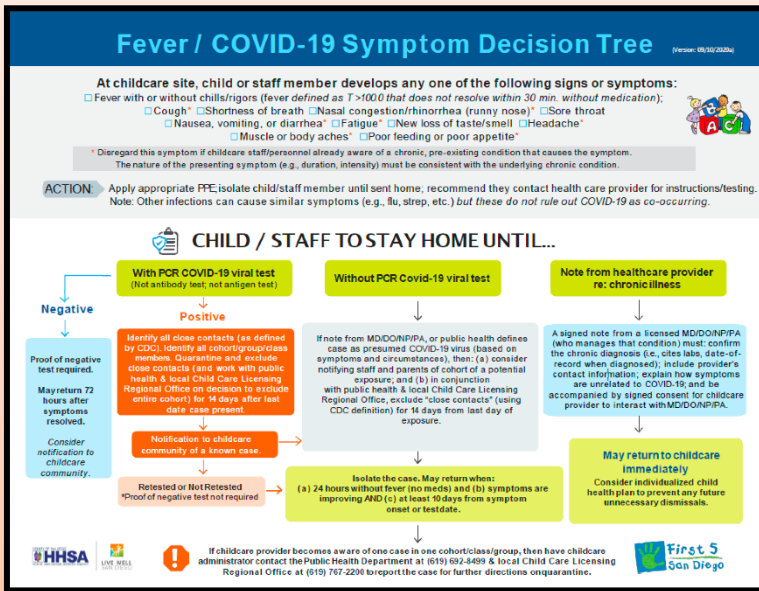 Fever / COVID-19 Symptom Decision Tree
(Version: 09/10/2020a)
At childcare site, child or staff member develops any one of the following signs or symptoms:
☐Fever with or without chills/rigors (fever defined as T >100.0 that does not resolve within 30 min. without medication);
☐Cough* ☐Shortness of breath ☐Nasal congestion/rhinorrhea (runny nose)* ☐Sore throat
☐Nausea, vomiting, or diarrhea* ☐Fatigue* ☐New loss of taste/smell ☐Headache*
☐Muscle or body aches* ☐Poor feeding or poor appetite*
* Disregard this symptom if childcare staff/personnel already aware of a chronic, pre-existing condition that causes the symptom.
The nature of the presenting symptom (e.g., duration, intensity) must be consistent with the underlying chronic condition.
ACTION: Apply appropriate PPE, isolate child/staff member until sent home; recommend they contact health care provider for instructions/testing.
Note: Other infections can cause similar symptoms (e.g., flu, strep, etc.) but these do not rule out COVID-19 as co-occurring.
CHILD / STAFF TO STAY HOME UNTIL...
With PCR COVID-19 viral test
(Not antibody test; not antigen test)
Negative
Proof of negative
test required.
May return 72
hours after
symptoms
resolved.
Consider
notification to
childcare
community.
Positive
Identify all close contacts (as defined
by CDC). Identify all cohort/group/class
members. Quarantine and exclude
close contacts (and work with public
health & local Child Care Licensing
Regional Office on decision to exclude
entire cohort) for 14 days after last
date case present.
Notification to childcare
community of a known case.
Retested or Not Retested
*Proof of negative test not required
Without PCR Covid-19 viral test
If note from MD/DO/NP/PA, or public health defines
case as presumed COVID-19 virus (based on
symptoms and circumstances), then: (a) consider
notifying staff and parents of cohort of a potential
exposure; and (b) in conjunction
with public health & local Child Care Licensing
Regional Office, exclude "close contacts" (using
CDC definition) for 14 days from last day of
exposure.
Isolate the case. May return when:
(a) 24 hours without fever (no meds) and (b) symptoms are
improving AND (c) at least 10 days from symptom
onset or testdate.
Note from healthcare provider
re: chronic illness
A signed note from a licensed MD/DO/NP/PA
(who manages that condition) must: confirm
the chronic diagnosis (i.e., cites labs, date-of-
record when diagnosed); include provider's
contact information; explain how symptoms
are unrelated to COVID-19; and be
accompanied by signed consent for childcare
provider to interact with MD/DO/NP/PA.
May return to childcare
immediately
Consider individualized child
health plan to prevent any future
unnecessary dismissals.
HHSA
LIVE WELL
SAN DIEGO
If childcare provider becomes aware of one case in one cohort/class/group, then have childcare
administrator contact the Public Health Department at (619) 692-8499 & local Child Care Licensing
Regional Office at (619) 767-2200 to report the case for further directions on quarantine.
First 5
San Diego